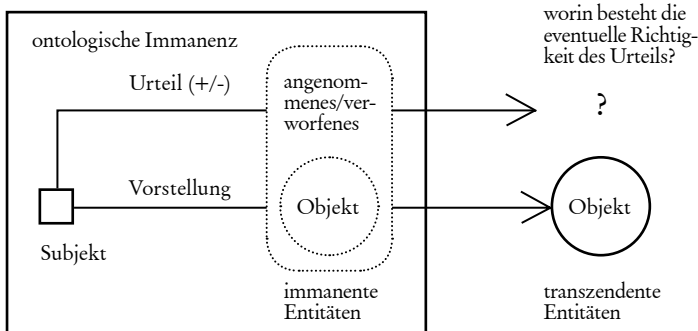 worin besteht die
eventuelle Richtig-
keit des Urteils?
ontologische Immanenz
Urteil (+/-)
angenom-
menes/ver-
worfenes
?
Vorstellung
Objekt
Objekt
Subjekt
immanente
Entitäten
transzendente
Entitäten